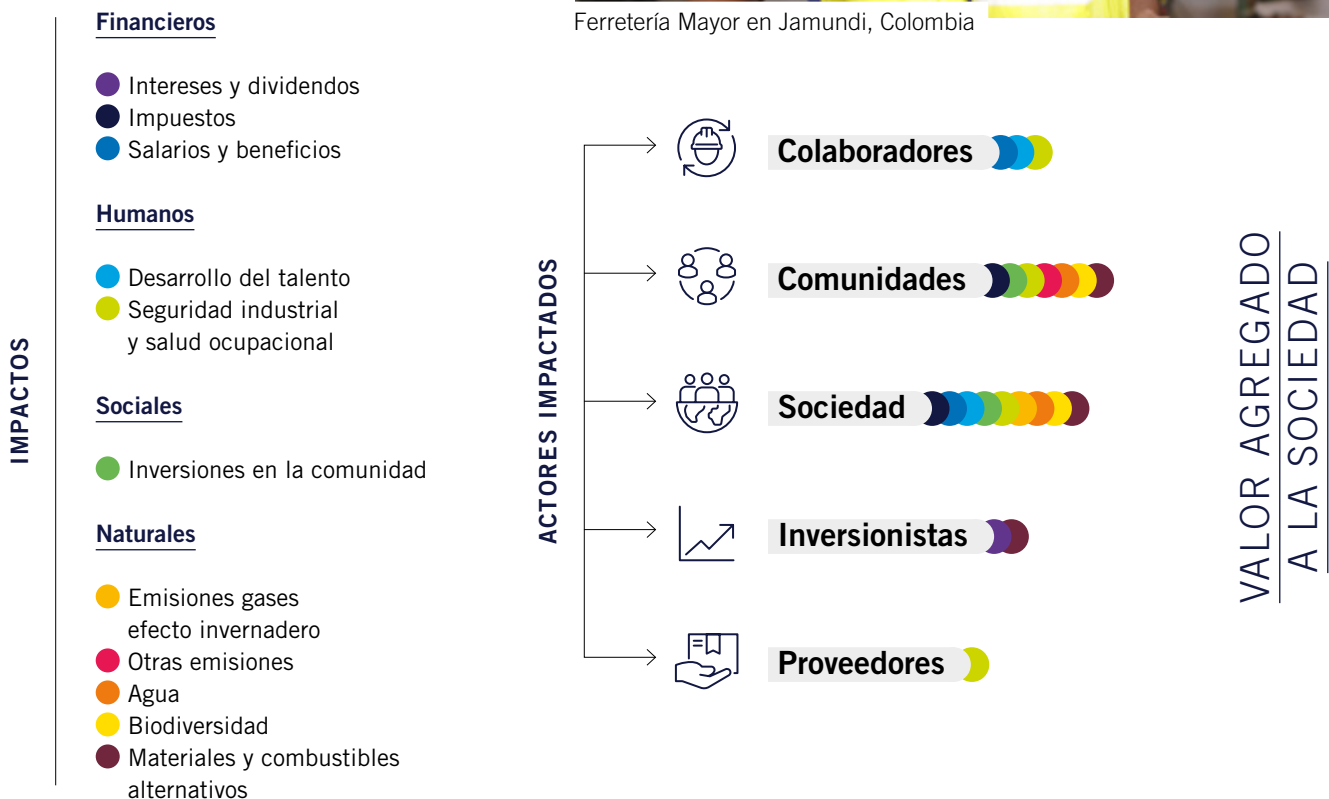 Ferretería Mayor en Jamundi, Colombia
IMPACTOS
Financieros
Intereses y dividendos
Impuestos
Salarios y beneficios
Humanos
Desarrollo del talento
Seguridad industrial
y salud ocupacional
Sociales
Inversiones en la comunidad
Naturales
Emisiones gases
efecto invernadero
Otras emisiones
Agua
Biodiversidad
Materiales y combustibles
alternativos
ACTORES IMPACTADOS
Colaboradores
Comunidades
Sociedad
Inversionistas
Proveedores
VALOR AGREGADO
A LA SOCIEDAD